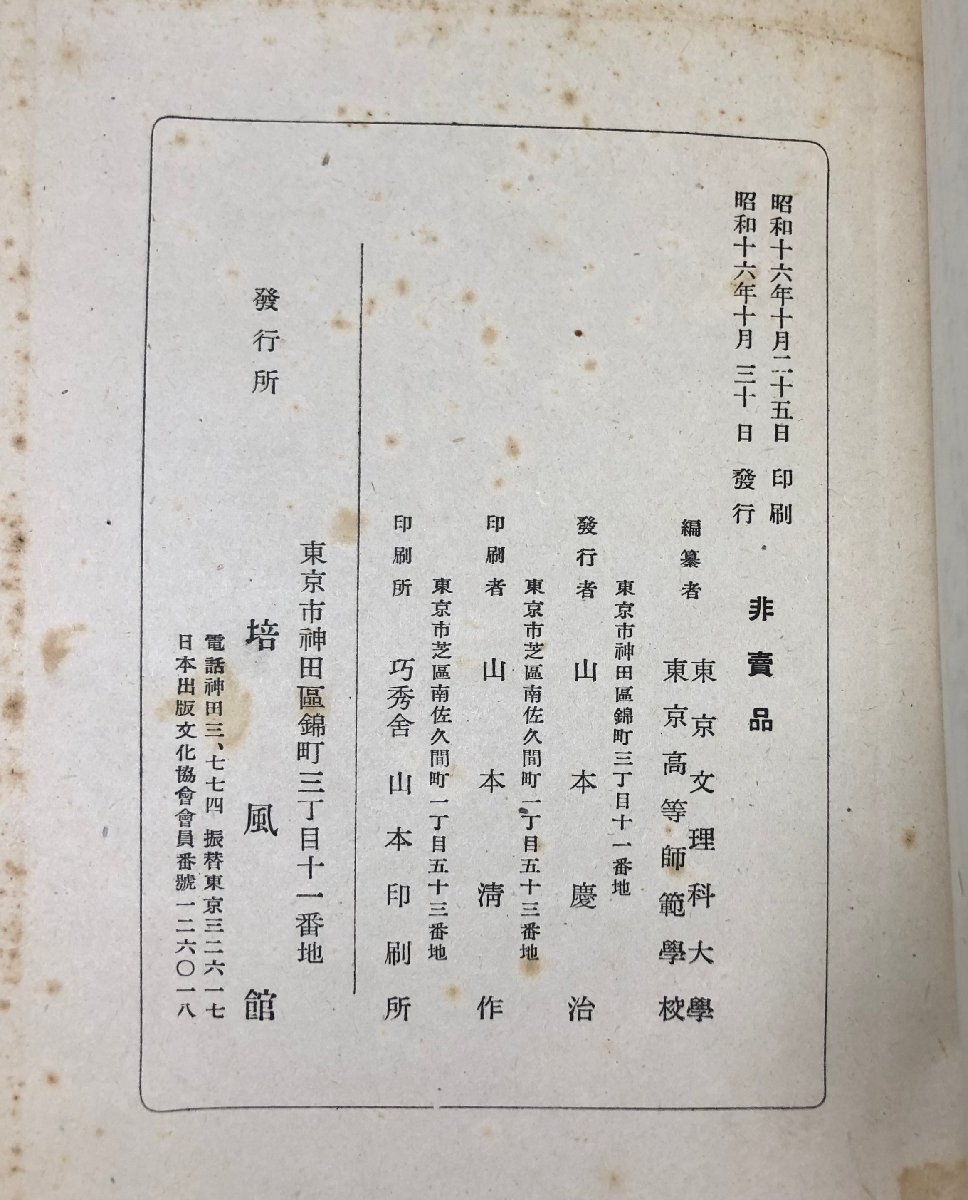 昭和十六年十月二十五日 印刷
昭和十六年十月三十日 發行
非賣品
編纂者
東京文理科大學
東京高等師範學校
東京市神田區錦町三丁目十一番地
發行者 山本慶治
東京市芝區南佐久間町一丁目五十三番地
印刷者 山本淸作
東京市芝區南佐久間町一丁目五十三番地
印刷所 巧秀舍 山本印刷所
東京市神田區錦町三丁目十一番地
發行所 培風館
電話神田三、七七四 振替東京三二六一七
日本出版文化協會會員番號一二六〇一八